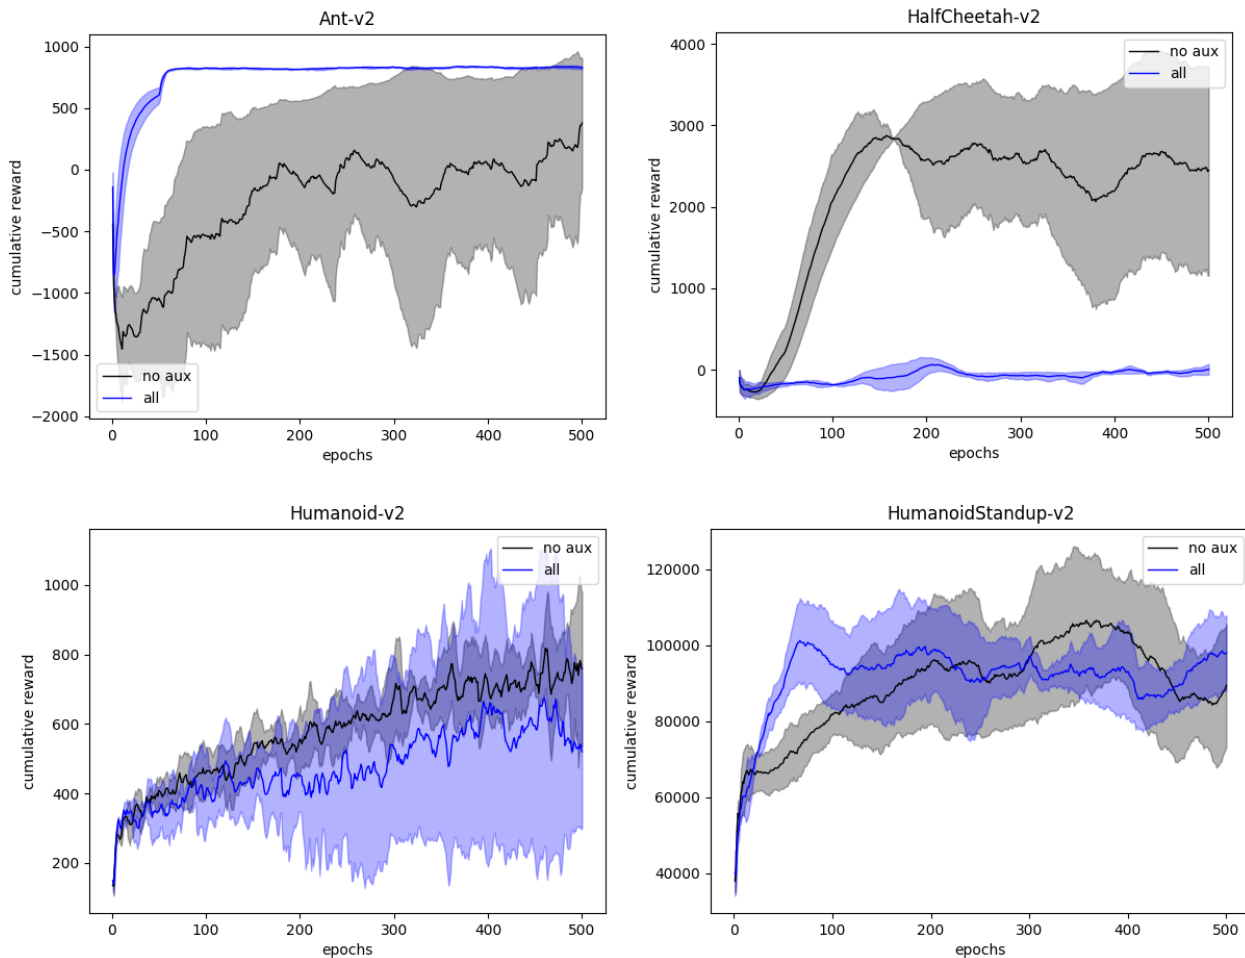 Ant-v2
1000
500
0
−500
−1000
−1500
−2000
cumulative reward
no aux
all
0 100 200 300 400 500
epochs
HalfCheetah-v2
4000
3000
2000
1000
0
cumulative reward
no aux
all
0 100 200 300 400 500
epochs
Humanoid-v2
1000
800
600
400
200
cumulative reward
no aux
all
0 100 200 300 400 500
epochs
HumanoidStandup-v2
120000
100000
80000
60000
40000
cumulative reward
no aux
all
0 100 200 300 400 500
epochs